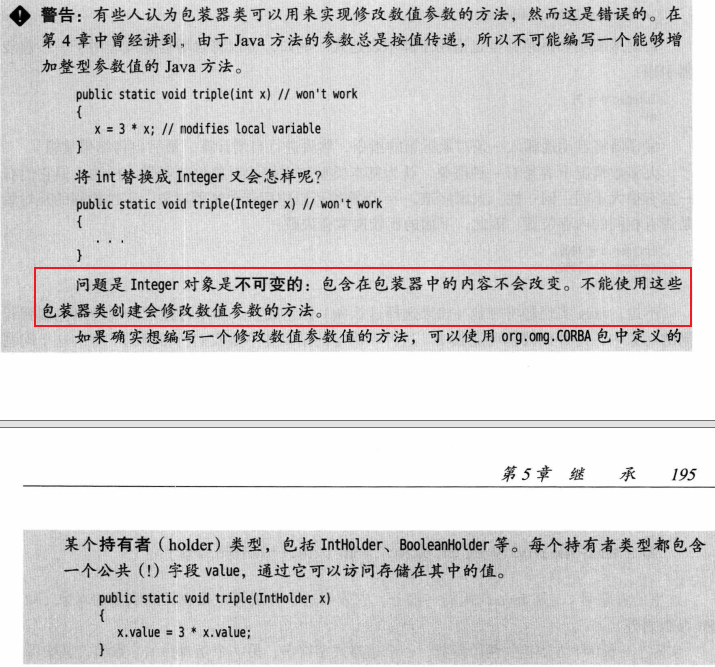 警告：有些人认为包装器类可以用来实现修改数值参数的方法，然而这是错误的。在
第4章中曾经讲到，由于 Java 方法的参数总是按值传递，所以不可能编写一个能够增
加整型参数值的 Java 方法。
public static void triple(int x) // won't work
{
x = 3 * x; // modifies local variable
}
将 int 替换成 Integer 又会怎样呢？
public static void triple(Integer x) // won't work
{
. . .
}
问题是 Integer 对象是不可变的：包含在包装器中的内容不会改变。不能使用这些
包装器类创建会修改数值参数的方法。
如果确实想编写一个修改数值参数值的方法，可以使用 org.omg.CORBA 包中定义的
第5章 继 承 195
某个持有者（holder）类型，包括 IntHolder、BooleanHolder 等。每个持有者类型都包含
一个公共（!）字段 value，通过它可以访问存储在其中的值。
public static void triple(IntHolder x)
{
x.value = 3 * x.value;
}